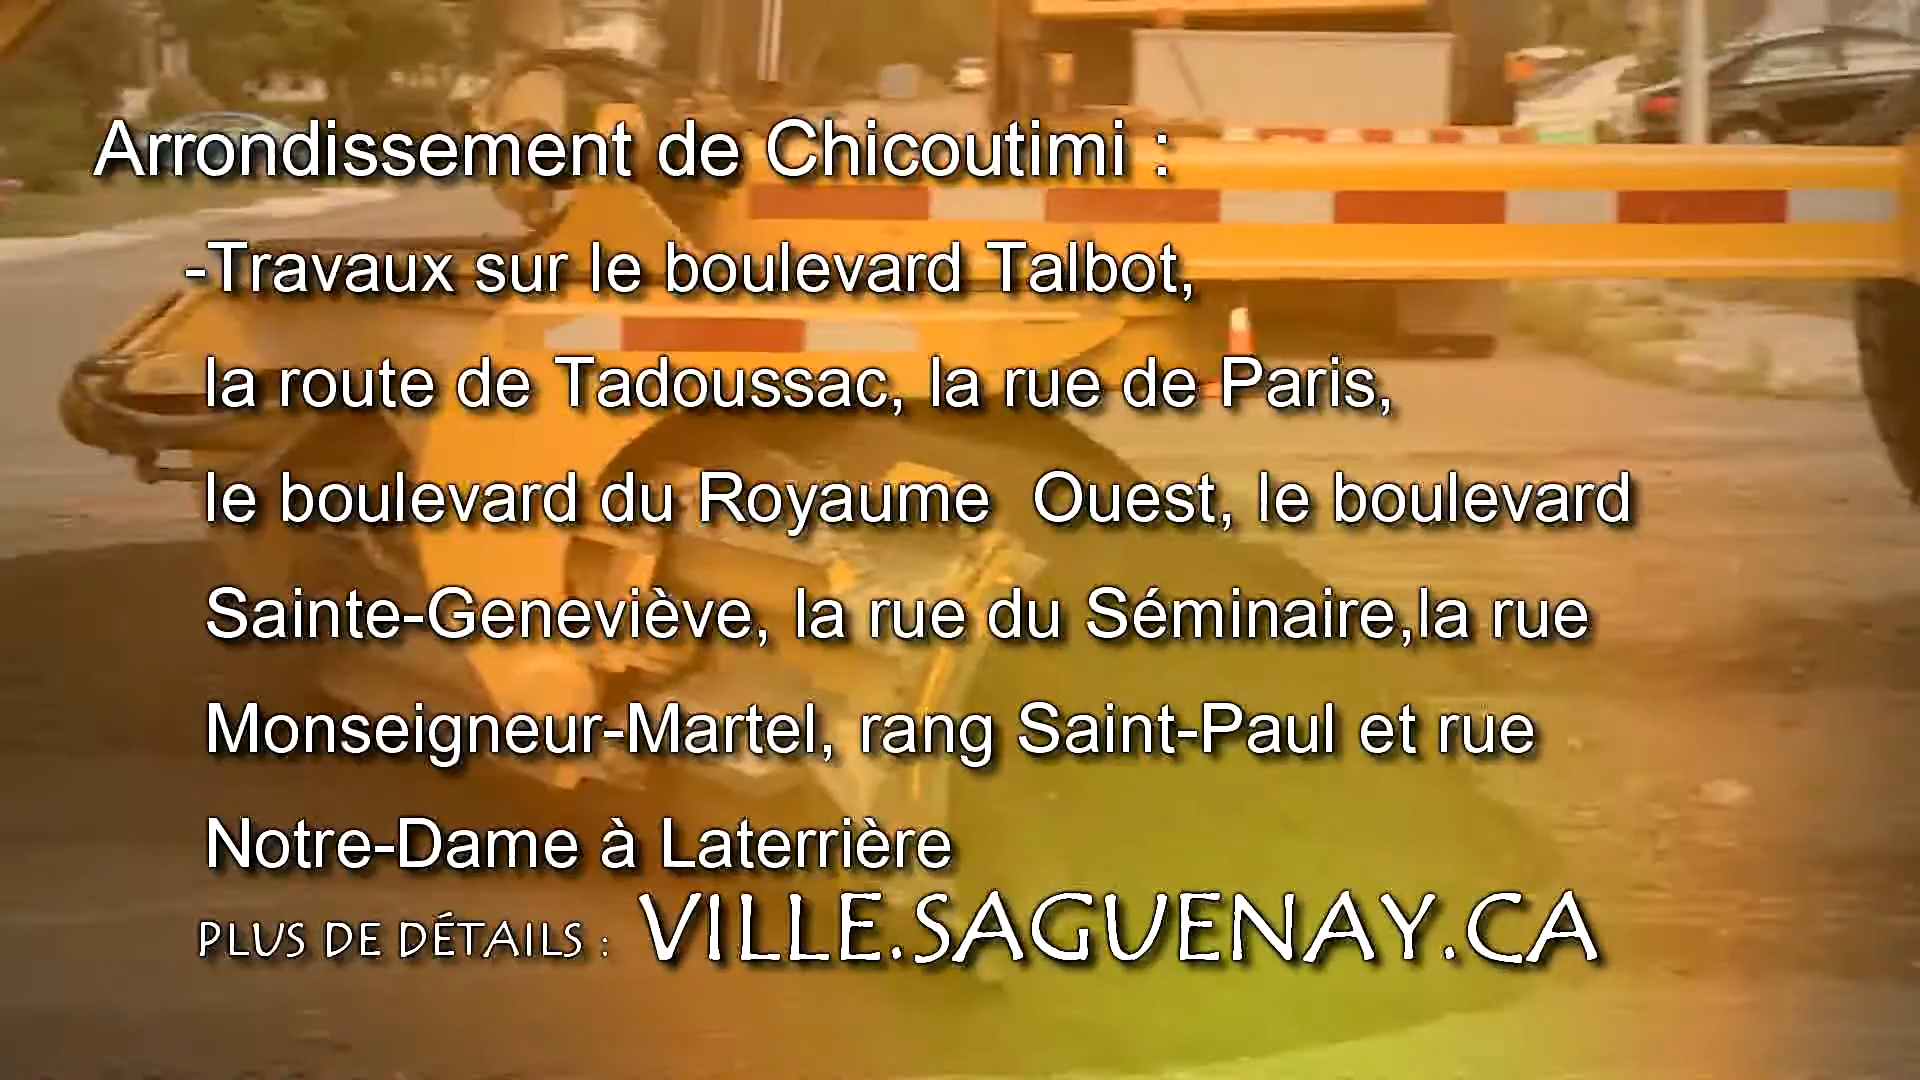 Arrondissement de Chicoutimi :
-Travaux sur le boulevard Talbot,
la route de Tadoussac, la rue de Paris,
le boulevard du Royaume  Ouest, le boulevard
Sainte-Geneviève, la rue du Séminaire,la rue
Monseigneur-Martel, rang Saint-Paul et rue
Notre-Dame à Laterrière
PLUS DE DÉTAILS : VILLE.SAGUENAY.CA